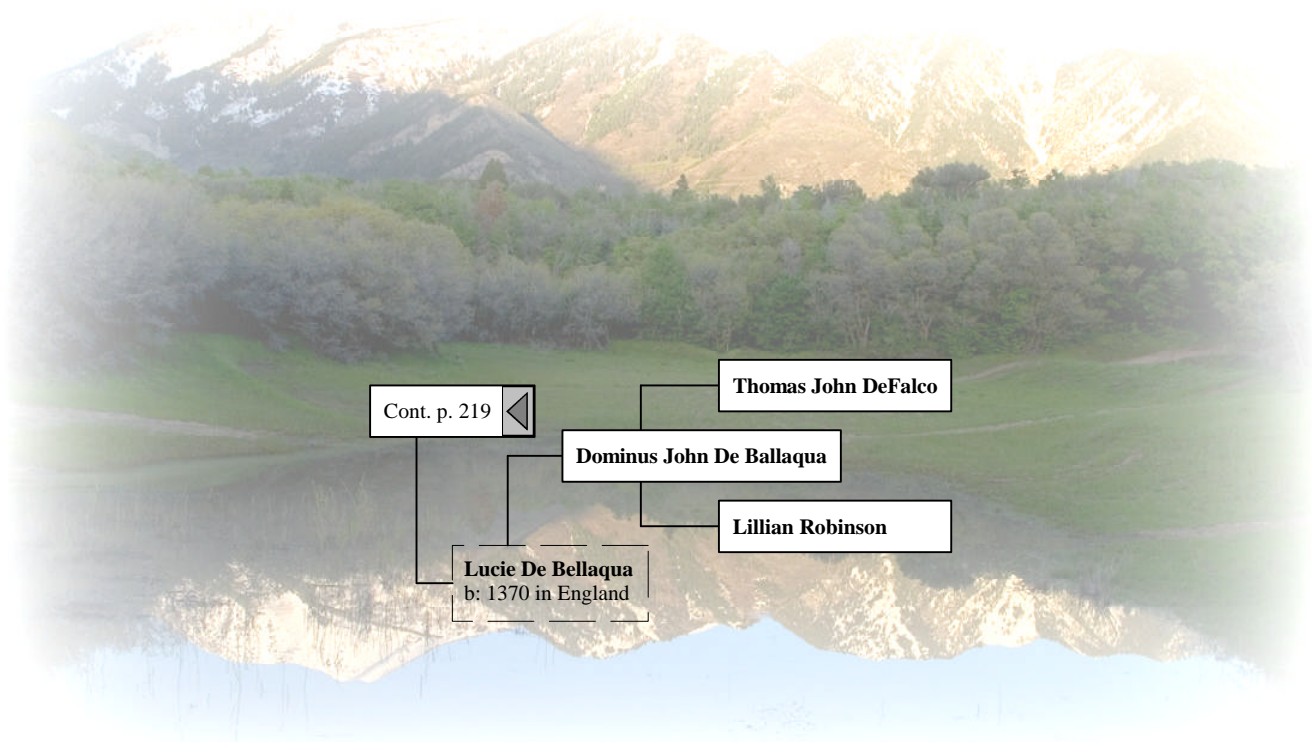 Thomas John DeFalco
Cont. p. 219
Dominus John De Ballaqua
Lillian Robinson
Lucie De Bellaqua
b: 1370 in England